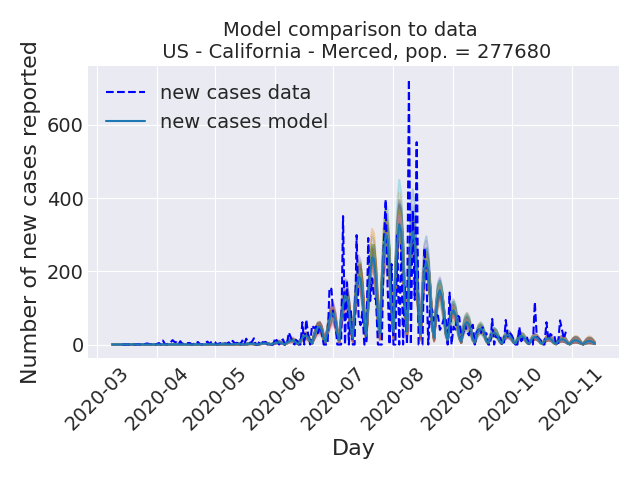 Model comparison to data
US - California - Merced, pop. = 277680
new cases data
new cases model
Number of new cases reported
600
400
200
0
2020-03
2020-04
2020-05
2020-06
2020-07
2020-08
2020-09
2020-10
2020-11
Day